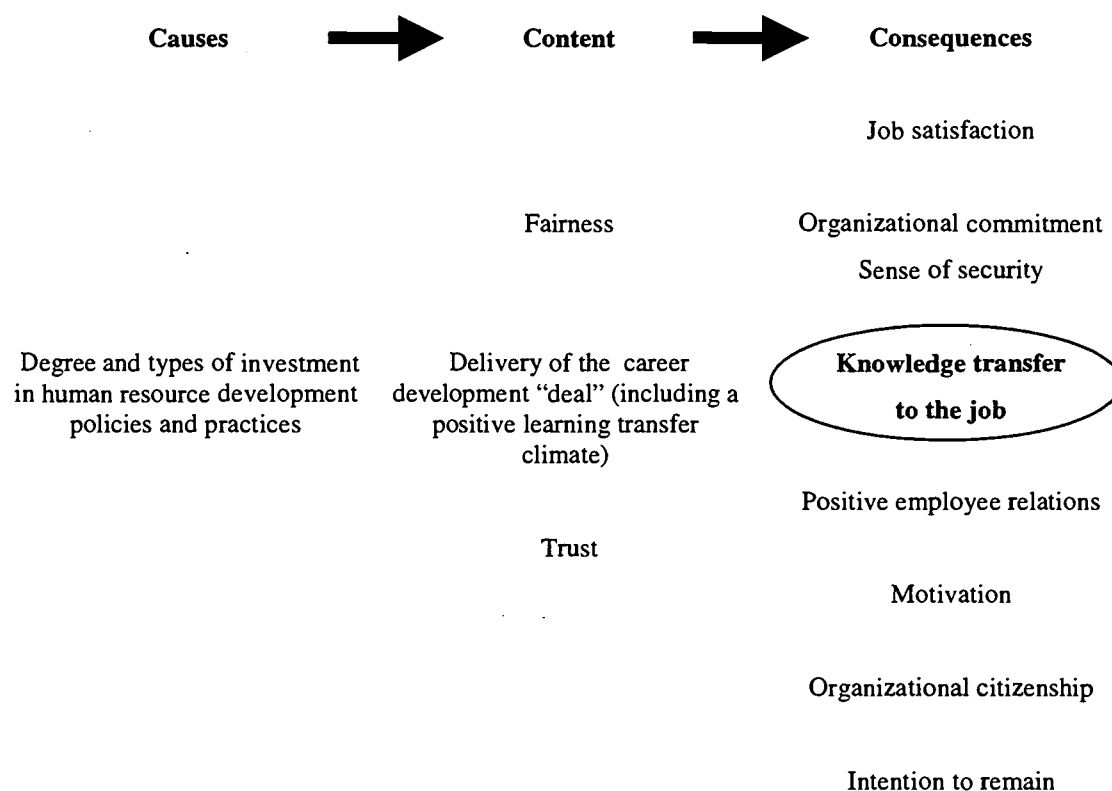 Causes Content Consequences
Job satisfaction
Fairness Organizational commitment
Sense of security
Degree and types of investment
in human resource development
policies and practices
Delivery of the career
development “deal” (including a
positive learning transfer
climate)
Knowledge transfer
to the job
Positive employee relations
Trust
Motivation
Organizational citizenship
Intention to remain